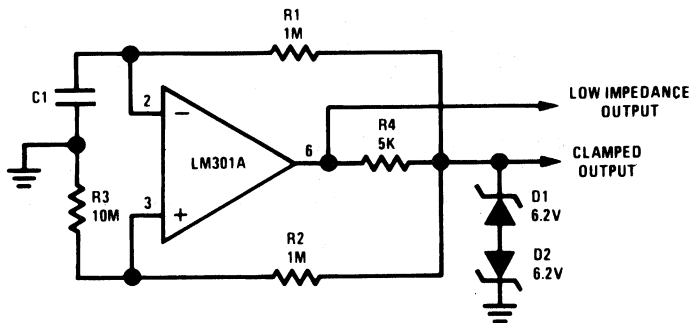 R1
1M
C1
2
−
LM301A
6
R4
5K
LOW IMPEDANCE
OUTPUT
CLAMPED
OUTPUT
R3
10M
3
+
R2
1M
D1
6.2V
D2
6.2V